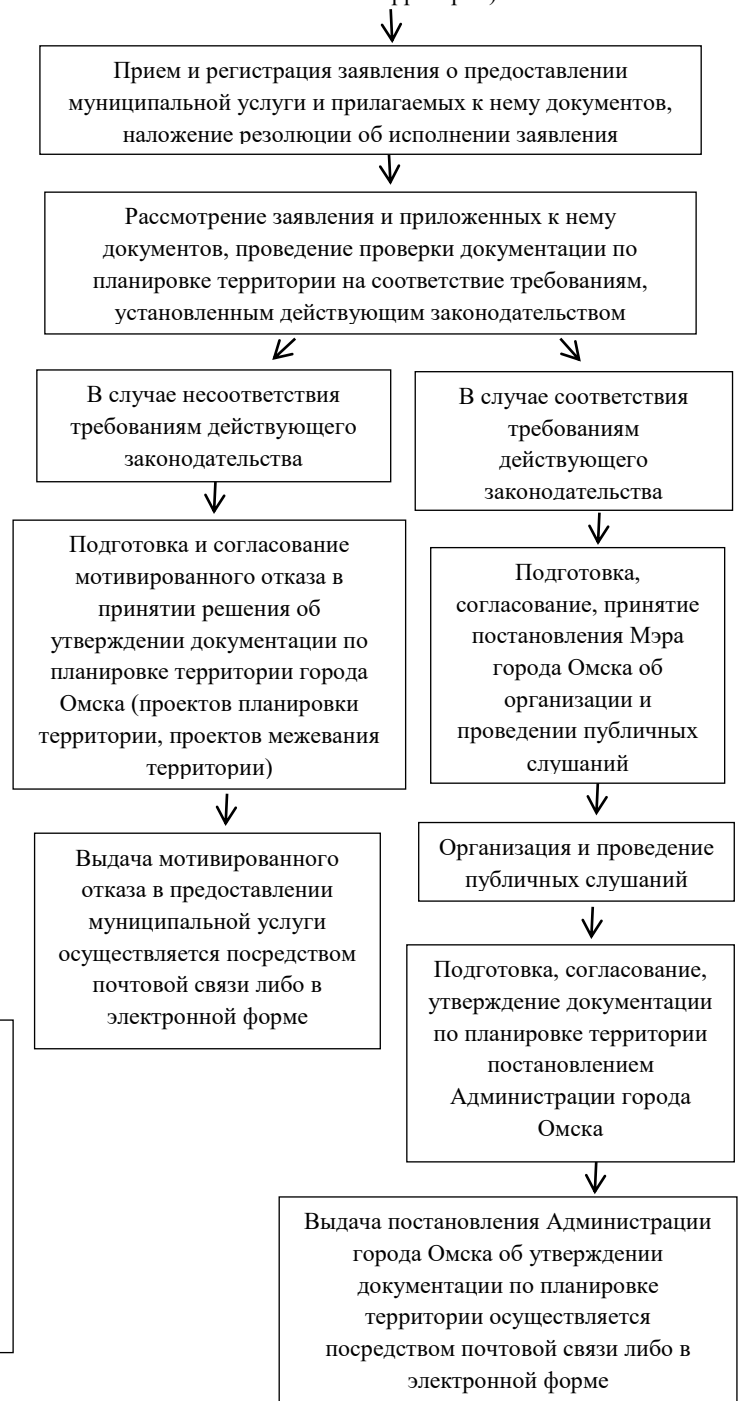 Прием и регистрация заявления о предоставлении
муниципальной услуги и прилагаемых к нему документов,
наложение резолюции об исполнении заявления
Рассмотрение заявления и приложенных к нему
документов, проведение проверки документации по
планировке территории на соответствие требованиям,
установленным действующим законодательством
В случае несоответствия
требованиям действующего
законодательства
Подготовка и согласование
мотивированного отказа в
принятии решения об
утверждении документации по
планировке территории города
Омска (проектов планировки
территории, проектов межевания
территории)
Выдача мотивированного
отказа в предоставлении
муниципальной услуги
осуществляется посредством
почтовой связи либо в
электронной форме
В случае соответствия
требованиям
действующего
законодательства
Подготовка,
согласование, принятие
постановления Мэра
города Омска об
организации и
проведении публичных
слушаний
Организация и проведение
публичных слушаний
Подготовка, согласование,
утверждение документации
по планировке территории
постановлением
Администрации города
Омска
Выдача постановления Администрации
города Омска об утверждении
документации по планировке
территории осуществляется
посредством почтовой связи либо в
электронной форме